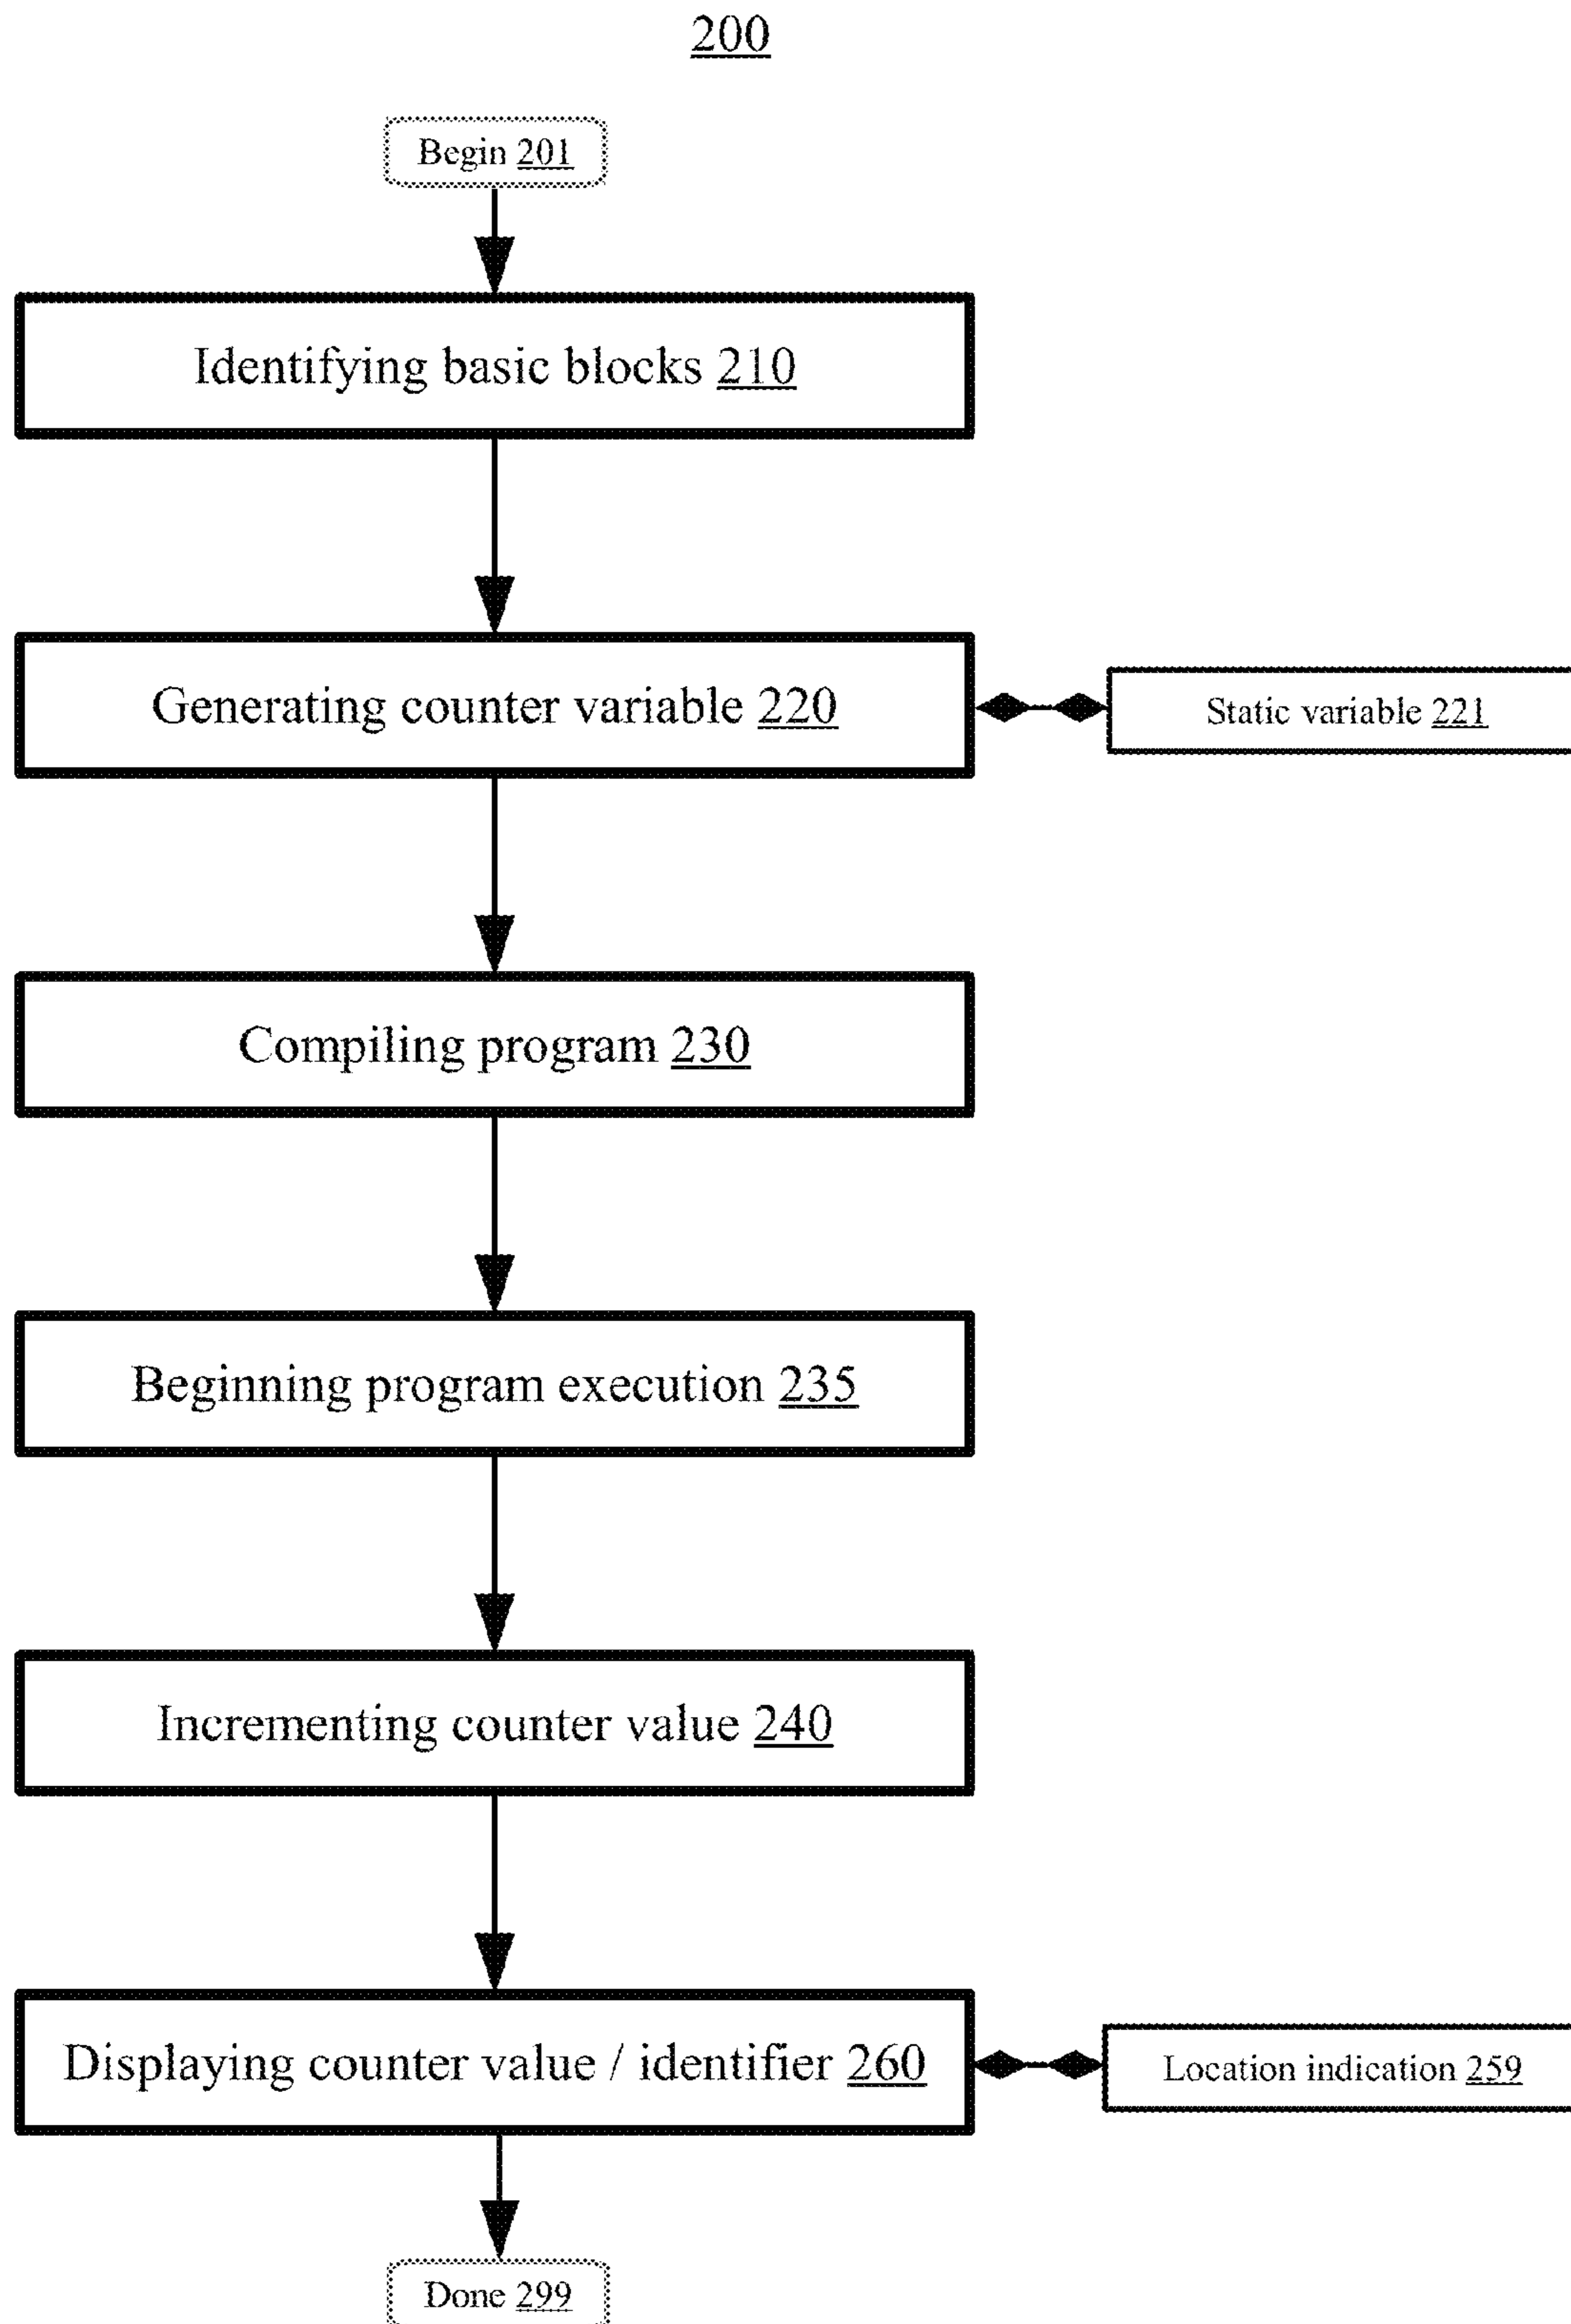 200
Begin 201
Identifying basic blocks 210
Generating counter variable 220
Static variable 221
Compiling program 230
Beginning program execution 235
Incrementing counter value 240
Displaying counter value / identifier 260
Location indication 259
Done 299